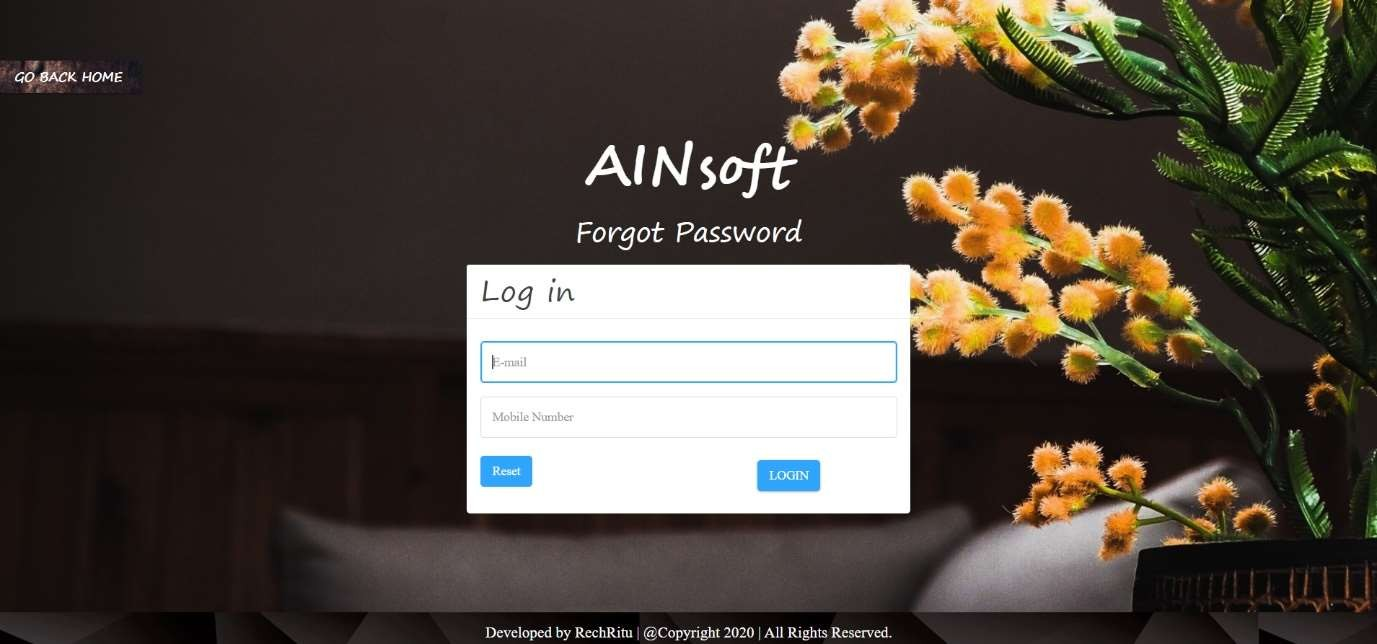 GO BACK HOME
AINsoft
Forgot Password
Log in
E-mail
Mobile Number
Reset
LOGIN
Developed by RechRitu | @Copyright 2020 | All Rights Reserved.